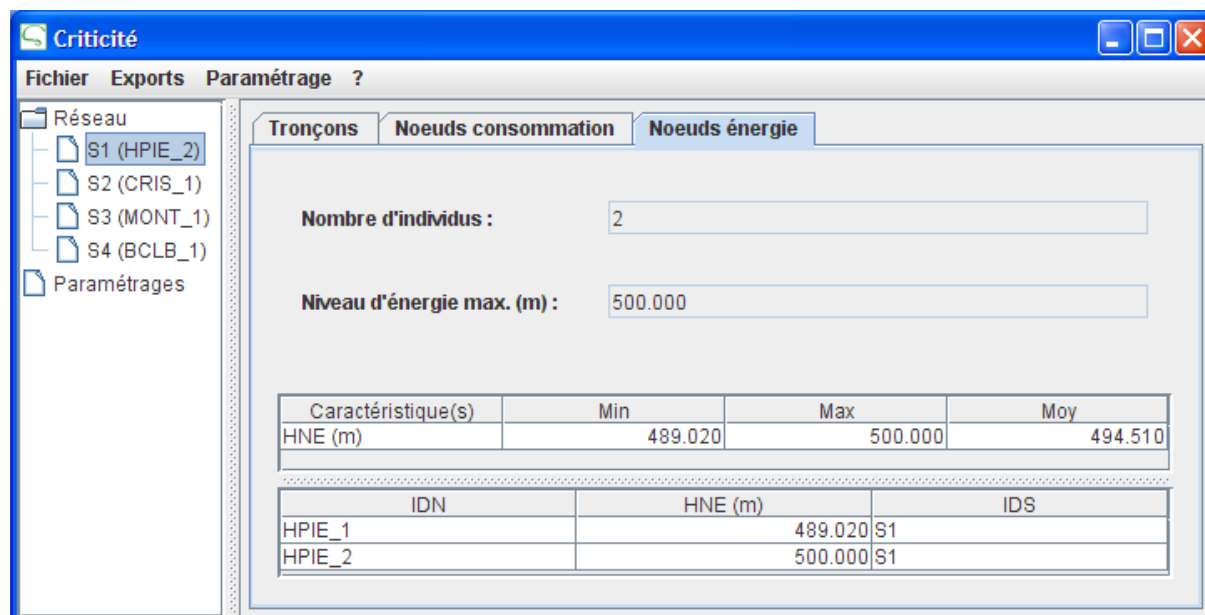 Criticité
Fichier Exports Paramétrage ?
Réseau
S1 (HPIE_2)
S2 (CRIS_1)
S3 (MONT_1)
S4 (BCLB_1)
Paramétrages
Tronçons Noeuds consommation Noeuds énergie
Nombre d'individus : 2
Niveau d'énergie max. (m) : 500.000
Caractéristique(s) Min Max Moy
HNE (m) 489.020 500.000 494.510
IDN HNE (m) IDS
HPIE_1 489.020 S1
HPIE_2 500.000 S1